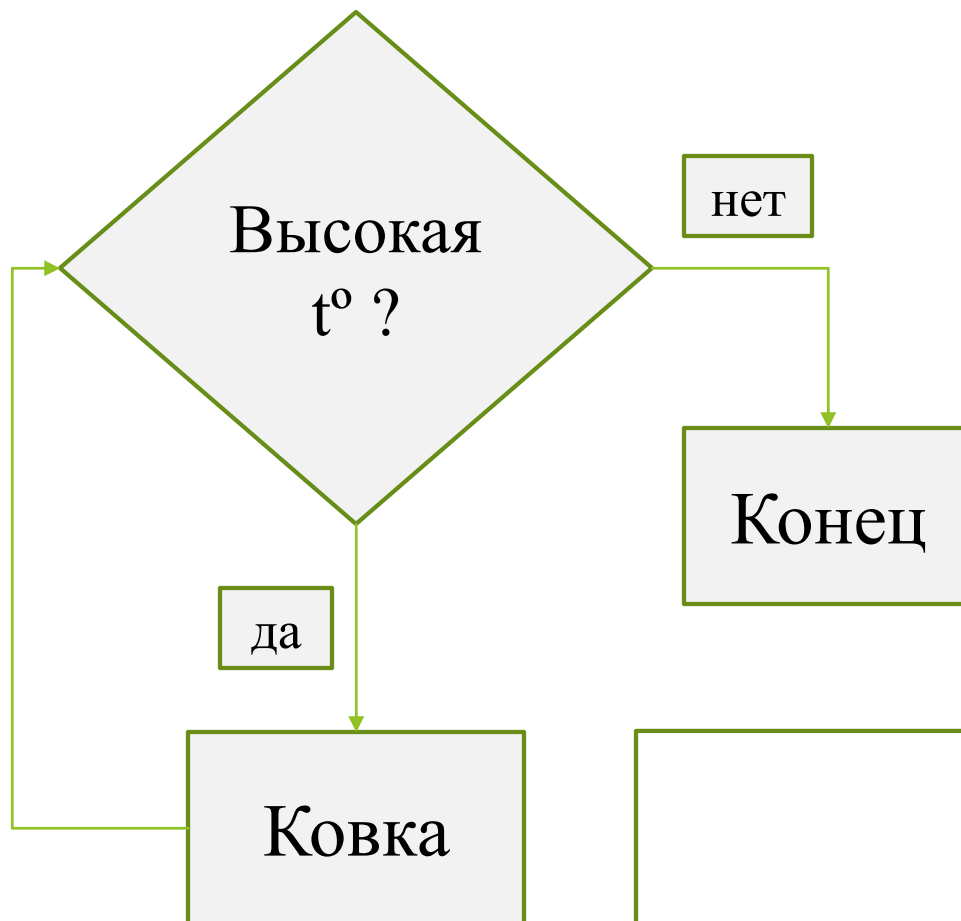 Высокая
tº ?
нет
Конец
да
Ковка